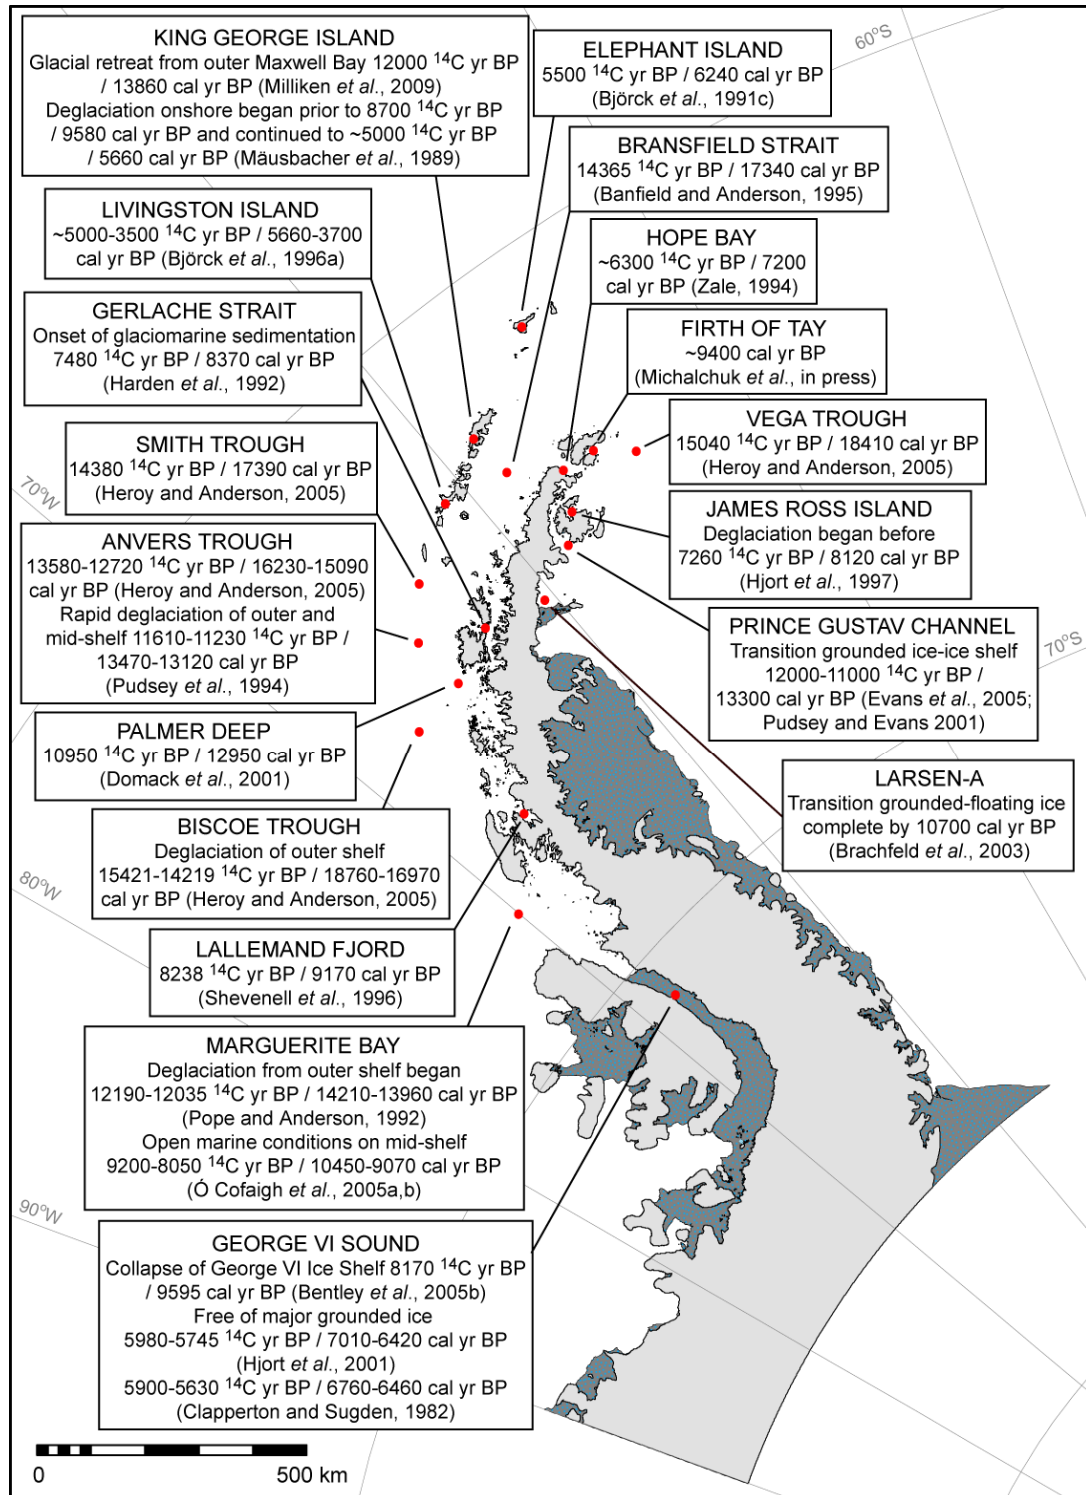 KING GEORGE ISLAND
Glacial retreat from outer Maxwell Bay 12000 ¹⁴C yr BP
/ 13860 cal yr BP (Milliken et al., 2009)
Deglaciation onshore began prior to 8700 ¹⁴C yr BP
/ 9580 cal yr BP and continued to ~5000 ¹⁴C yr BP
/ 5660 cal yr BP (Mäusbacher et al., 1989)
ELEPHANT ISLAND
5500 ¹⁴C yr BP / 6240 cal yr BP
(Björck et al., 1991c)
60°S
BRANSFIELD STRAIT
14365 ¹⁴C yr BP / 17340 cal yr BP
(Banfield and Anderson, 1995)
LIVINGSTON ISLAND
~5000-3500 ¹⁴C yr BP / 5660-3700
cal yr BP (Björck et al., 1996a)
HOPE BAY
~6300 ¹⁴C yr BP / 7200
cal yr BP (Zale, 1994)
GERLACHE STRAIT
Onset of glaciomarine sedimentation
7480 ¹⁴C yr BP / 8370 cal yr BP
(Harden et al., 1992)
FIRTH OF TAY
~9400 cal yr BP
(Michalchuk et al., in press)
VEGA TROUGH
15040 ¹⁴C yr BP / 18410 cal yr BP
(Heroy and Anderson, 2005)
SMITH TROUGH
14380 ¹⁴C yr BP / 17390 cal yr BP
(Heroy and Anderson, 2005)
70°W
JAMES ROSS ISLAND
Deglaciation began before
7260 ¹⁴C yr BP / 8120 cal yr BP
(Hjort et al., 1997)
ANVERS TROUGH
13580-12720 ¹⁴C yr BP / 16230-15090
cal yr BP (Heroy and Anderson, 2005)
Rapid deglaciation of outer and
mid-shelf 11610-11230 ¹⁴C yr BP /
13470-13120 cal yr BP
(Pudsey et al., 1994)
PRINCE GUSTAV CHANNEL
Transition grounded ice-ice shelf
12000-11000 ¹⁴C yr BP /
13300 cal yr BP (Evans et al., 2005;
Pudsey and Evans 2001)
70°S
PALMER DEEP
10950 ¹⁴C yr BP / 12950 cal yr BP
(Domack et al., 2001)
LARSEN-A
Transition grounded-floating ice
complete by 10700 cal yr BP
(Brachfeld et al., 2003)
BISCOE TROUGH
Deglaciation of outer shelf
15421-14219 ¹⁴C yr BP / 18760-16970
cal yr BP (Heroy and Anderson, 2005)
80°W
LALLEMAND FJORD
8238 ¹⁴C yr BP / 9170 cal yr BP
(Shevenell et al., 1996)
MARGUERITE BAY
Deglaciation from outer shelf began
12190-12035 ¹⁴C yr BP / 14210-13960 cal yr BP
(Pope and Anderson, 1992)
Open marine conditions on mid-shelf
9200-8050 ¹⁴C yr BP / 10450-9070 cal yr BP
(Ó Cofaigh et al., 2005a,b)
90°W
GEORGE VI SOUND
Collapse of George VI Ice Shelf 8170 ¹⁴C yr BP
/ 9595 cal yr BP (Bentley et al., 2005b)
Free of major grounded ice
5980-5745 ¹⁴C yr BP / 7010-6420 cal yr BP
(Hjort et al., 2001)
5900-5630 ¹⁴C yr BP / 6760-6460 cal yr BP
(Clapperton and Sugden, 1982)
0 500 km